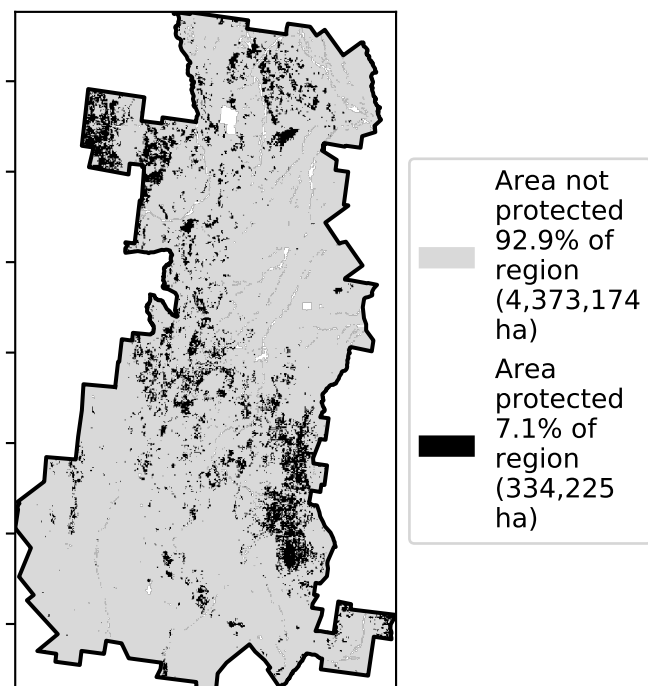 Area not
protected
92.9% of
region
(4,373,174
ha)
Area
protected
7.1% of
region
(334,225
ha)